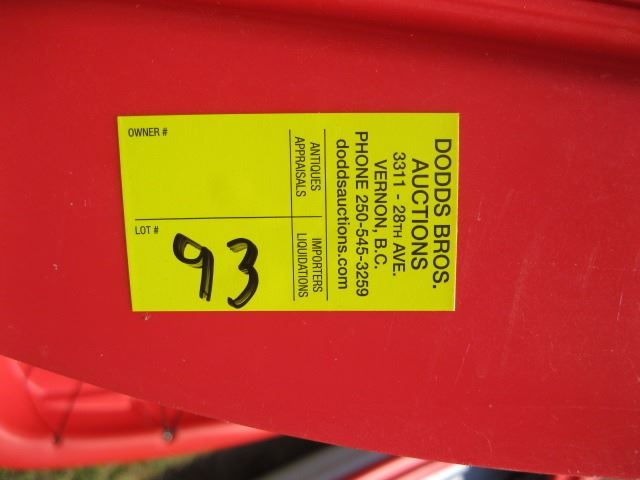 DODDS BROS.
AUCTIONS
3311 - 28TH AVE.
VERNON, B.C.
PHONE 250-545-3259
doddsauctions.com
ANTIQUES IMPORTERS
APPRAISALS LIQUIDATIONS
OWNER #
LOT #
93